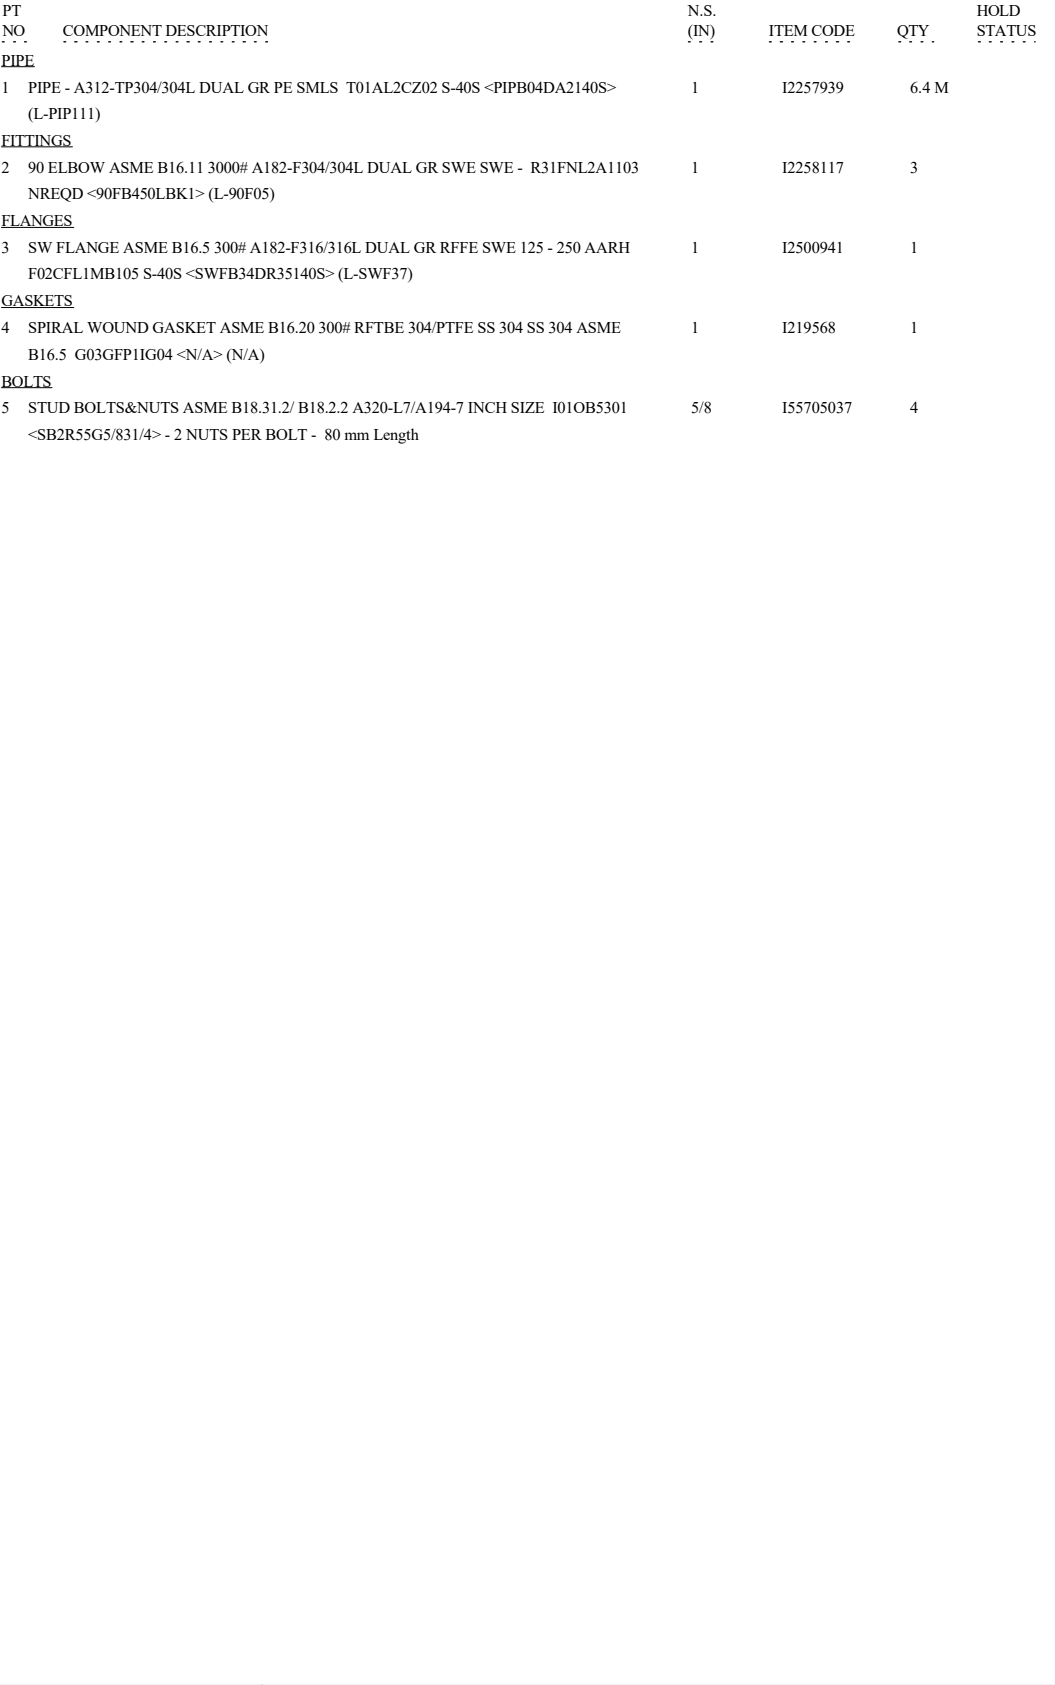 PT N.S. HOLD
NO COMPONENT DESCRIPTION (IN) ITEM CODE QTY STATUS
PIPE
1 PIPE - A312-TP304/304L DUAL GR PE SMLS T01AL2CZ02 S-40S <PIPB04DA2140S> 1 I2257939 6.4 M
(L-PIP111)
FITTINGS
2 90 ELBOW ASME B16.11 3000# A182-F304/304L DUAL GR SWE SWE - R31FNL2A1103 1 I2258117 3
NREQD <90FB450LBK1> (L-90F05)
FLANGES
3 SW FLANGE ASME B16.5 300# A182-F316/316L DUAL GR RFFE SWE 125 - 250 AARH 1 I2500941 1
F02CFL1MB105 S-40S <SWFB34DR35140S> (L-SWF37)
GASKETS
4 SPIRAL WOUND GASKET ASME B16.20 300# RFTBE 304/PTFE SS 304 SS 304 ASME 1 I219568 1
B16.5 G03GFP1IG04 <N/A> (N/A)
BOLTS
5 STUD BOLTS&NUTS ASME B18.31.2/ B18.2.2 A320-L7/A194-7 INCH SIZE I01OB5301 5/8 I55705037 4
<SB2R55G5/831/4> - 2 NUTS PER BOLT - 80 mm Length